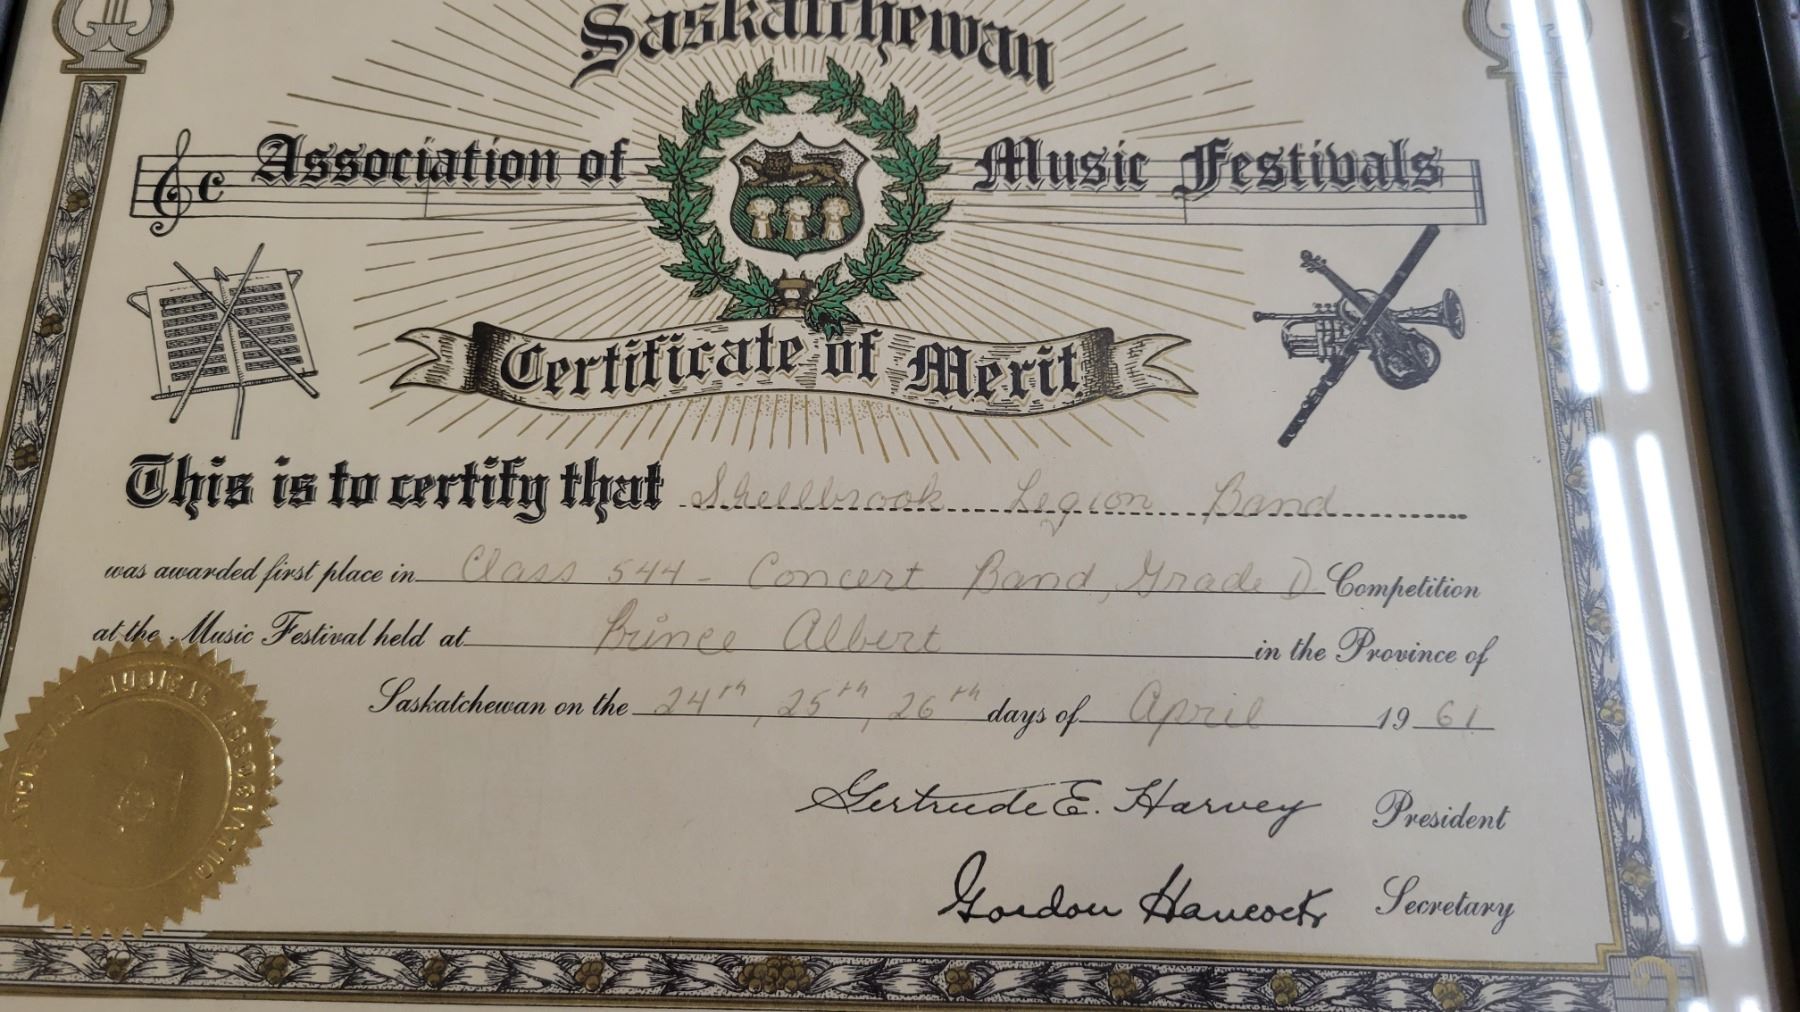 Saskatchewan
Association of Music Festivals
Certificate of Merit
This is to certify that Shellbrook Legion Band
was awarded first place in Class 544 - Concert Band, Grade D. Competition
at the Music Festival held at Prince Albert in the Province of
Saskatchewan on the 24th, 25th, 26th days of April 1961
Gertrude E. Harvey President
Gordon Hancock Secretary
MUSICAL ASSOCIATION